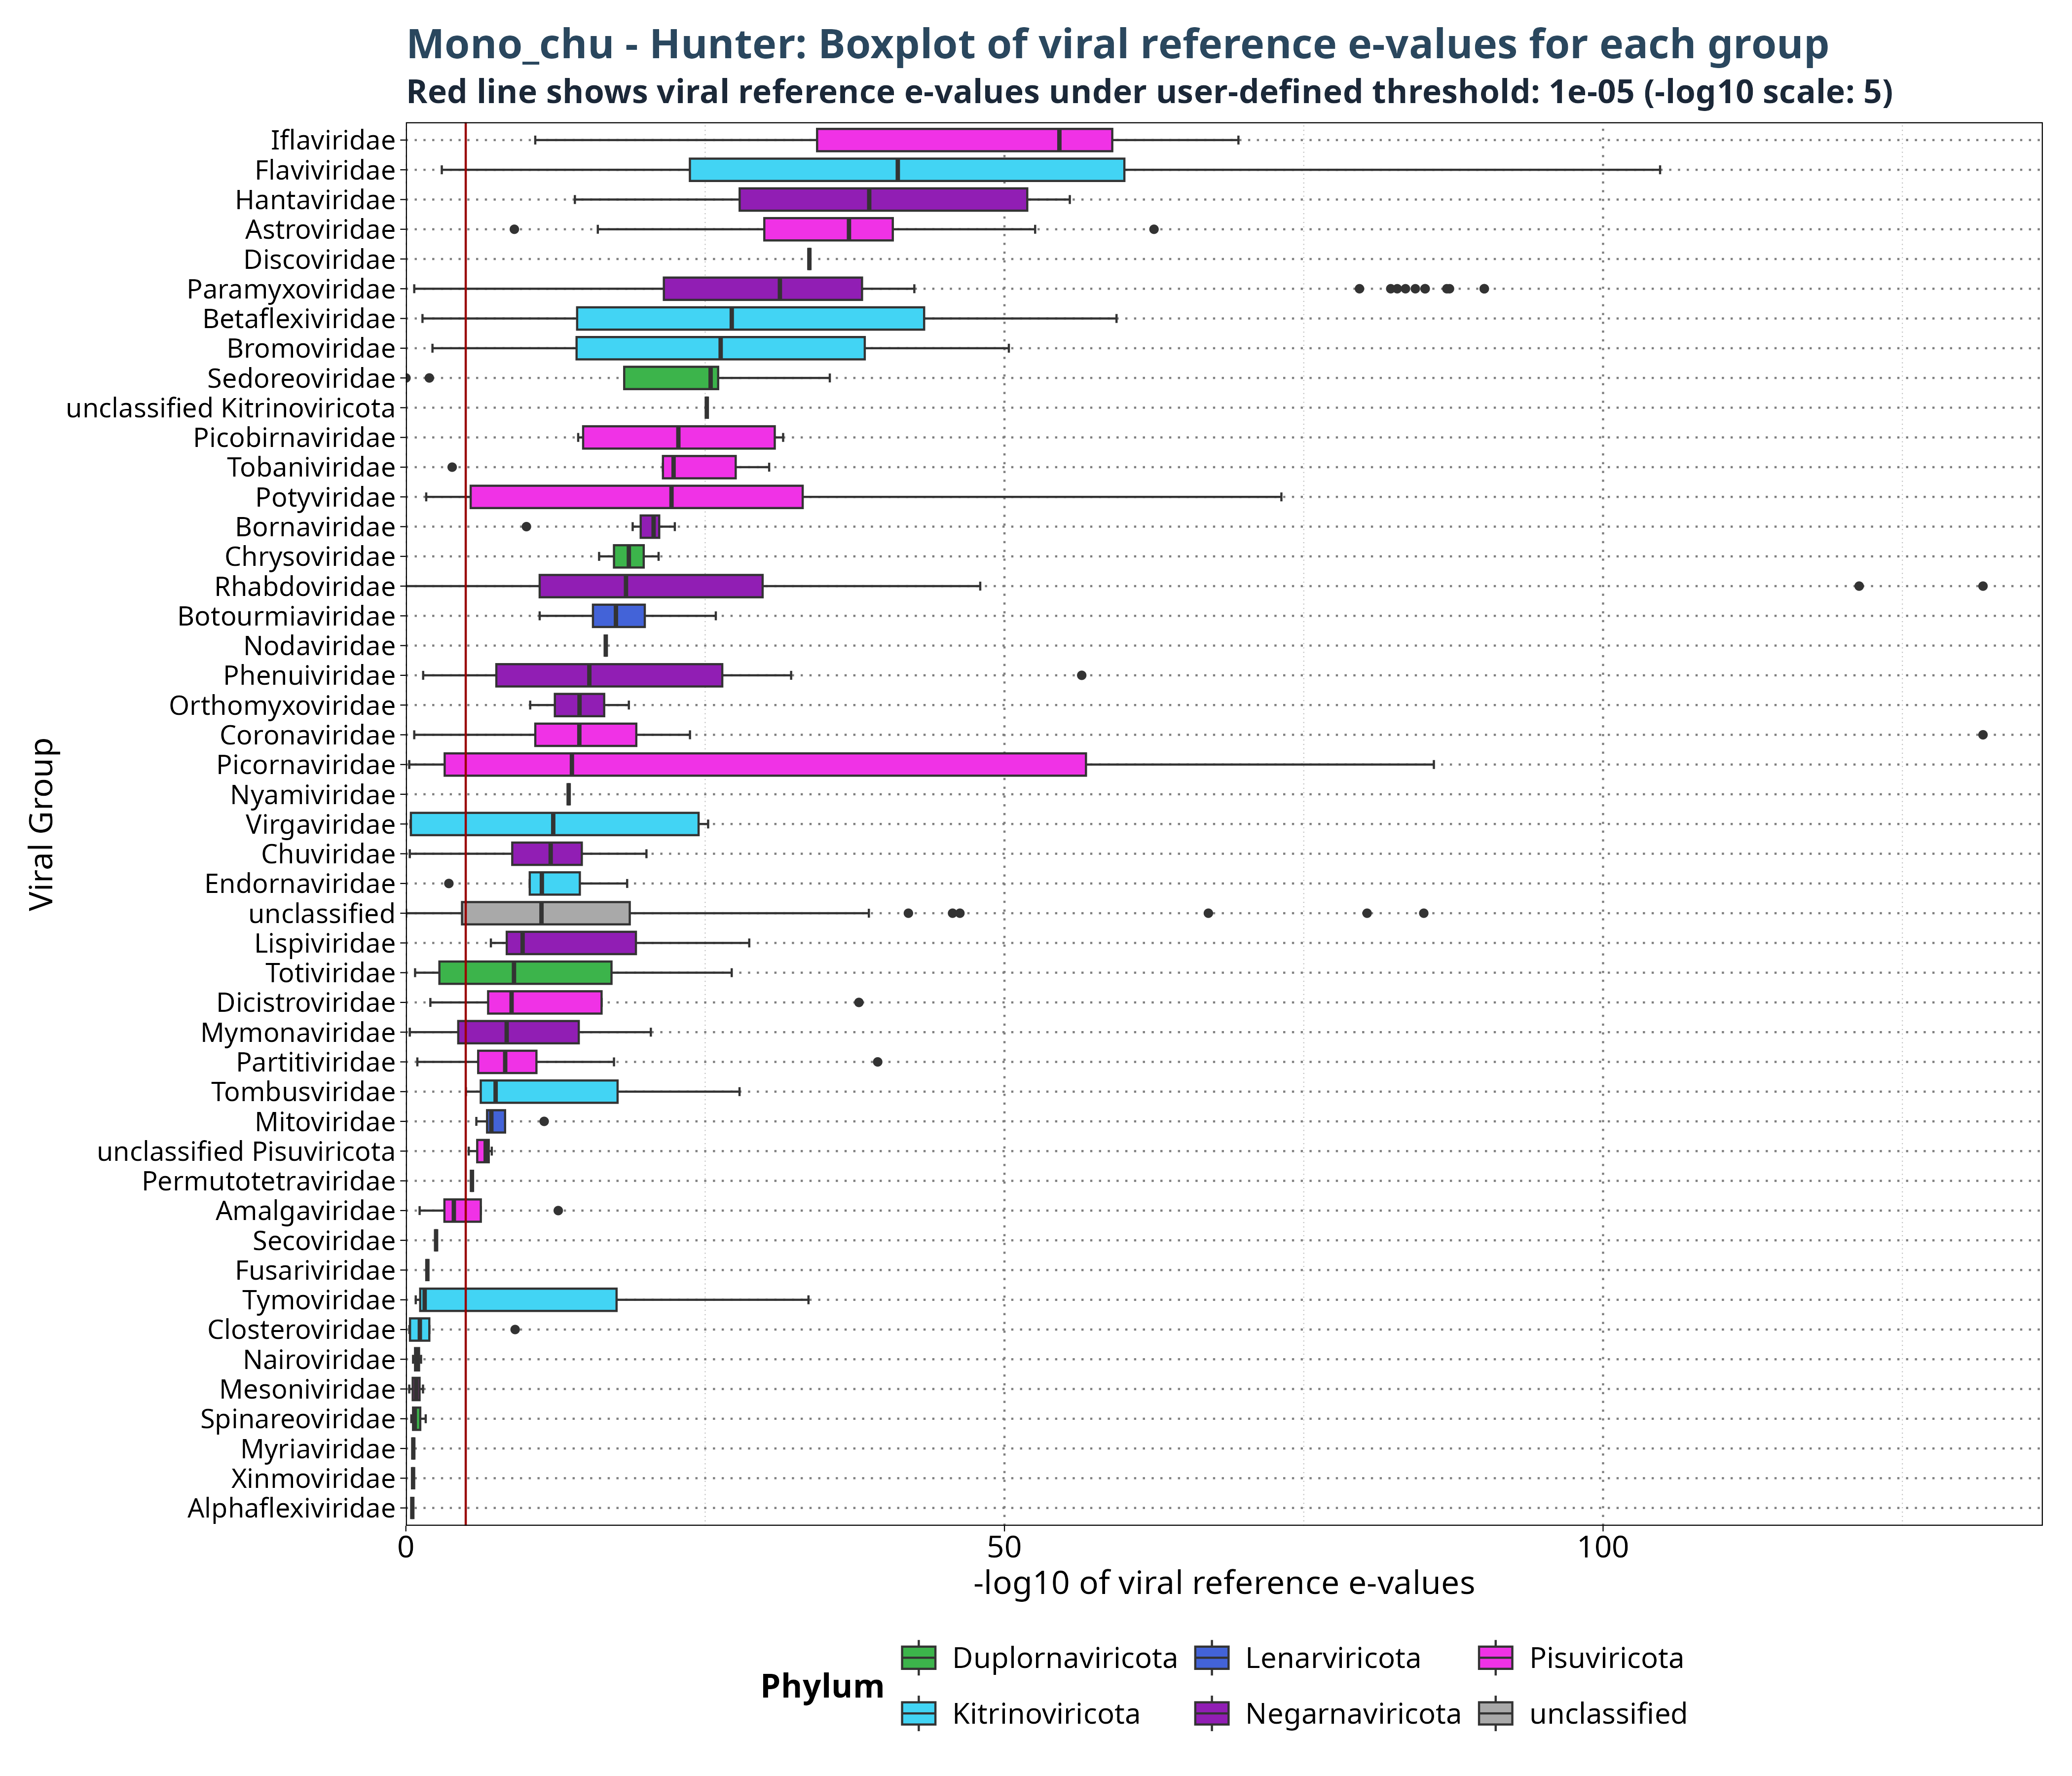 Mono_chu - Hunter: Boxplot of viral reference e-values for each group
Red line shows viral reference e-values under user-defined threshold: 1e-05 (-log10 scale: 5)
Viral Group
Iflaviridae
Flaviviridae
Hantaviridae
Astroviridae
Discoviridae
Paramyxoviridae
Betaflexiviridae
Bromoviridae
Sedoreoviridae
unclassified Kitrinoviricota
Picobirnaviridae
Tobaniviridae
Potyviridae
Bornaviridae
Chrysoviridae
Rhabdoviridae
Botourmiaviridae
Nodaviridae
Phenuiviridae
Orthomyxoviridae
Coronaviridae
Picornaviridae
Nyamiviridae
Virgaviridae
Chuviridae
Endornaviridae
unclassified
Lispiviridae
Totiviridae
Dicistroviridae
Mymonaviridae
Partitiviridae
Tombusviridae
Mitoviridae
unclassified Pisuviricota
Permutotetraviridae
Amalgaviridae
Secoviridae
Fusariviridae
Tymoviridae
Closteroviridae
Nairoviridae
Mesoniviridae
Spinareoviridae
Myriaviridae
Xinmoviridae
Alphaflexiviridae
0 50 100
-log10 of viral reference e-values
Phylum
Duplornaviricota Lenarviricota Pisuviricota
Kitrinoviricota Negarnaviricota unclassified